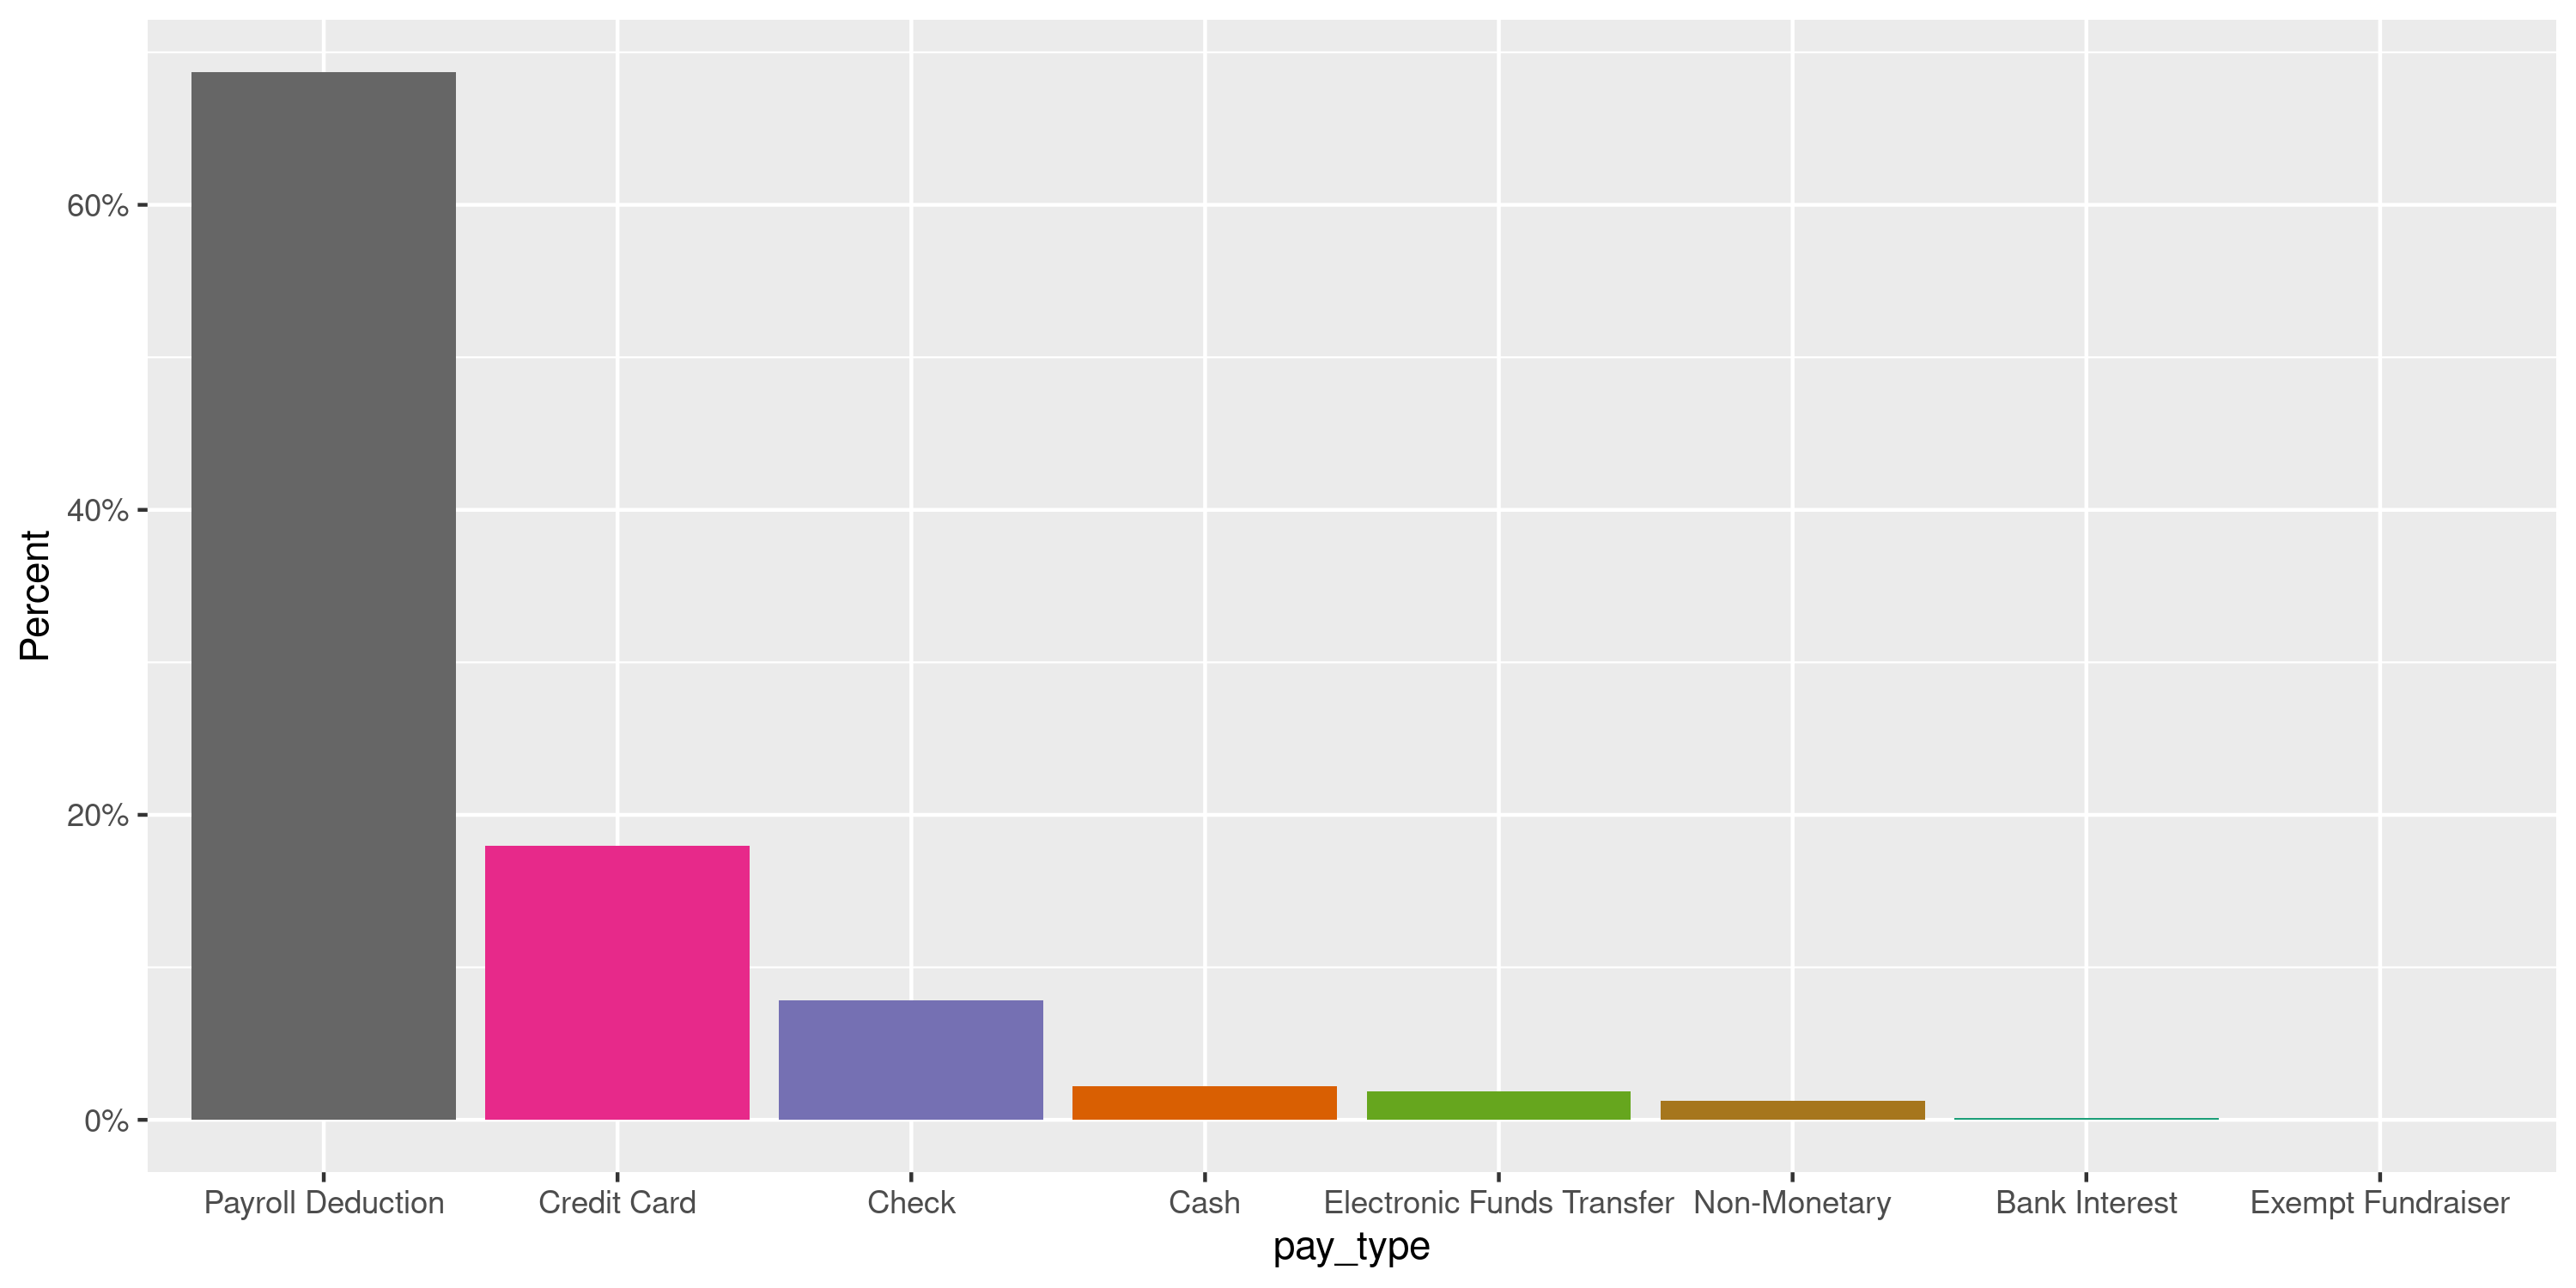 Percent
60%
40%
20%
0%
Payroll Deduction
Credit Card
Check
Cash
Electronic Funds Transfer
Non-Monetary
Bank Interest
Exempt Fundraiser
pay_type